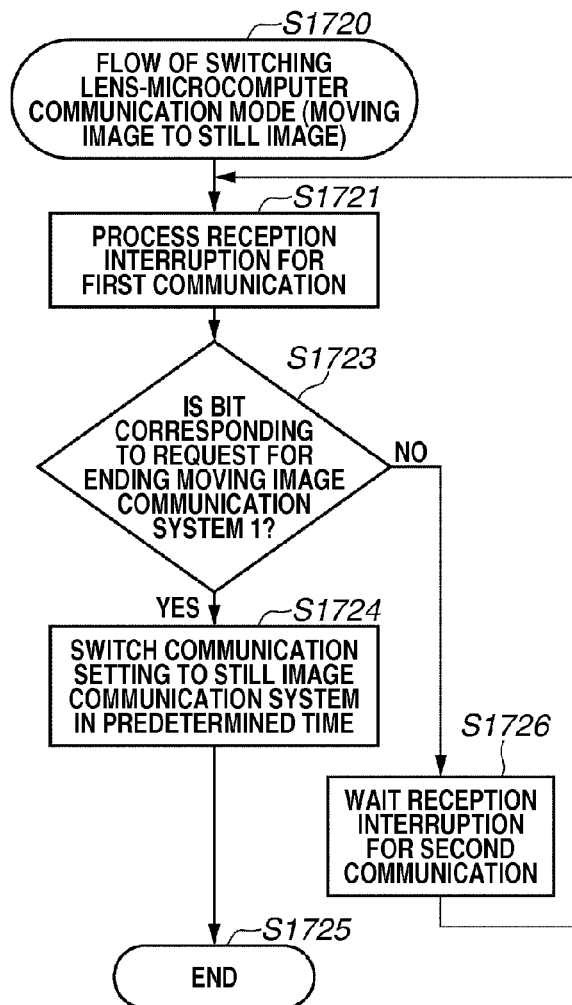 S1720
FLOW OF SWITCHING
LENS-MICROCOMPUTER
COMMUNICATION MODE (MOVING
IMAGE TO STILL IMAGE)
S1721
PROCESS RECEPTION
INTERRUPTION FOR
FIRST COMMUNICATION
S1723
IS BIT
CORRESPONDING
TO REQUEST FOR
ENDING MOVING IMAGE
COMMUNICATION
SYSTEM 1?
NO
YES
S1724
SWITCH COMMUNICATION
SETTING TO STILL IMAGE
COMMUNICATION SYSTEM
IN PREDETERMINED TIME
S1726
WAIT RECEPTION
INTERRUPTION
FOR SECOND
COMMUNICATION
S1725
END